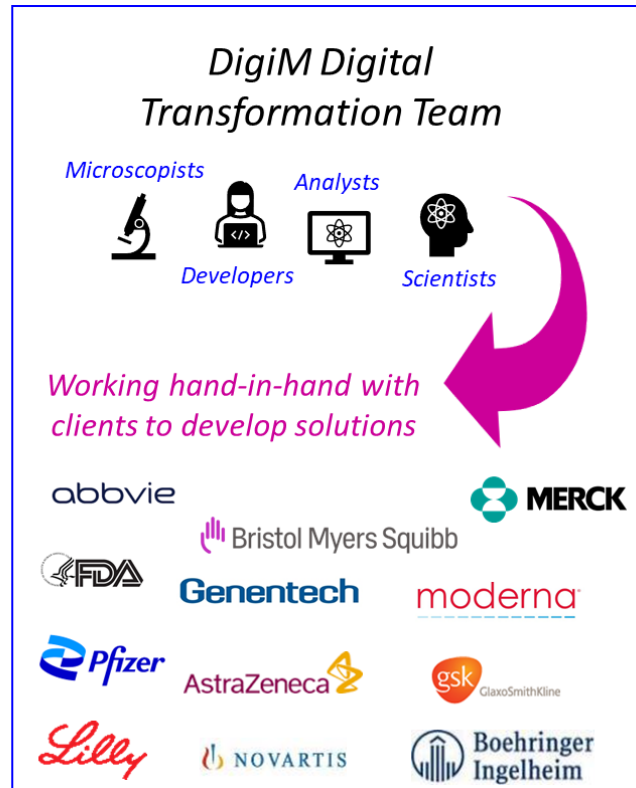 DigiM Digital
Transformation Team
Microscopists
Analysts
</>
Developers
Scientists
Working hand-in-hand with
clients to develop solutions
abbvie
MERCK
Bristol Myers Squibb
FDA
Genentech
moderna
Pfizer
AstraZeneca
gsk
GlaxoSmithKline
Lilly
NOVARTIS
Boehringer
Ingelheim